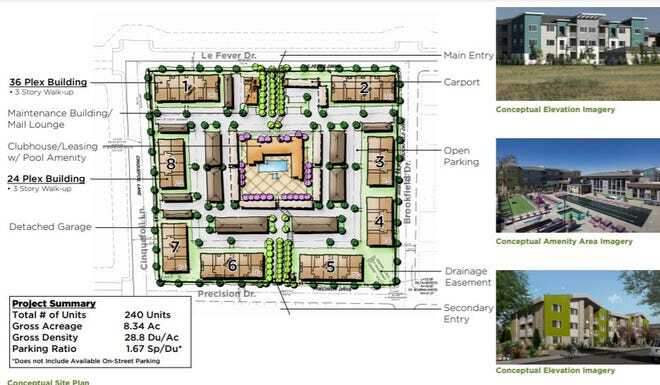 Le Fever Dr.
Main Entry
36 Plex Building
• 3 Story Walk-up
Carport
Maintenance Building/
Mail Lounge
Clubhouse/Leasing
w/ Pool Amenity
Open
Parking
24 Plex Building
• 3 Story Walk-up
Detached Garage
Cinquefoil Ln.
Brookfield Dr.
1
2
3
4
5
6
7
8
Drainage
Easement
Precision Dr.
Secondary
Entry
Project Summary
Total # of Units 240 Units
Gross Acreage 8.34 Ac
Gross Density 28.8 Du/Ac
Parking Ratio 1.67 Sp/Du*
*Does not Include Available On-Street Parking
Conceptual Site Plan
Conceptual Elevation Imagery
Conceptual Amenity Area Imagery
Conceptual Elevation Imagery